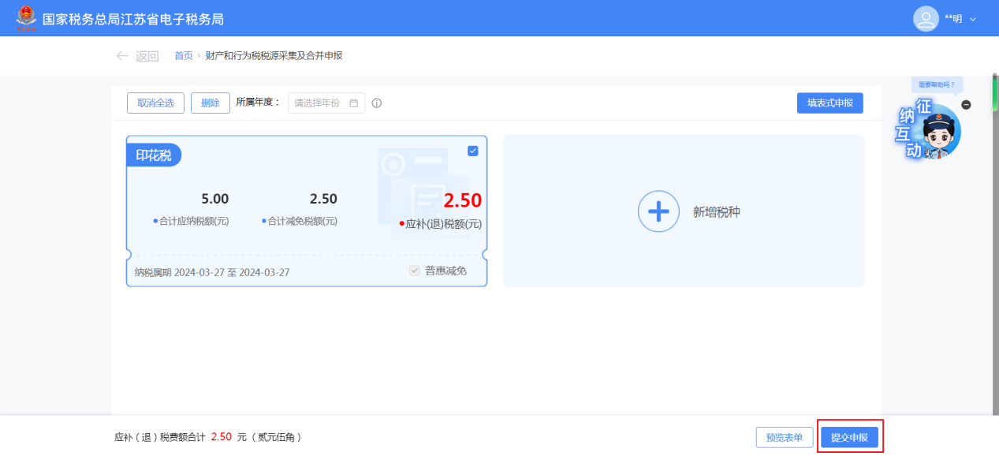 国家税务总局江苏省电子税务局
**明
返回 首页 › 财产和行为税税源采集及合并申报
取消全选 删除 所属年度： 请选择年份 填表式申报
需要帮助吗？
征纳互动
印花税
5.00 2.50 2.50
合计应纳税额(元) 合计减免税额(元) 应补(退)税额(元)
新增税种
纳税属期 2024-03-27 至 2024-03-27 普惠减免
应补（退）税费额合计 2.50 元（贰元伍角） 预览表单 提交申报